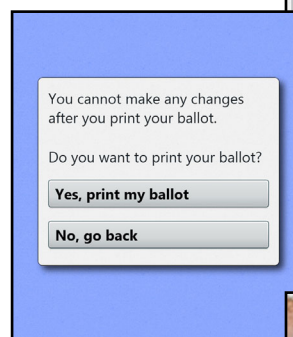 You cannot make any changes
after you print your ballot.
Do you want to print your ballot?
Yes, print my ballot
No, go back